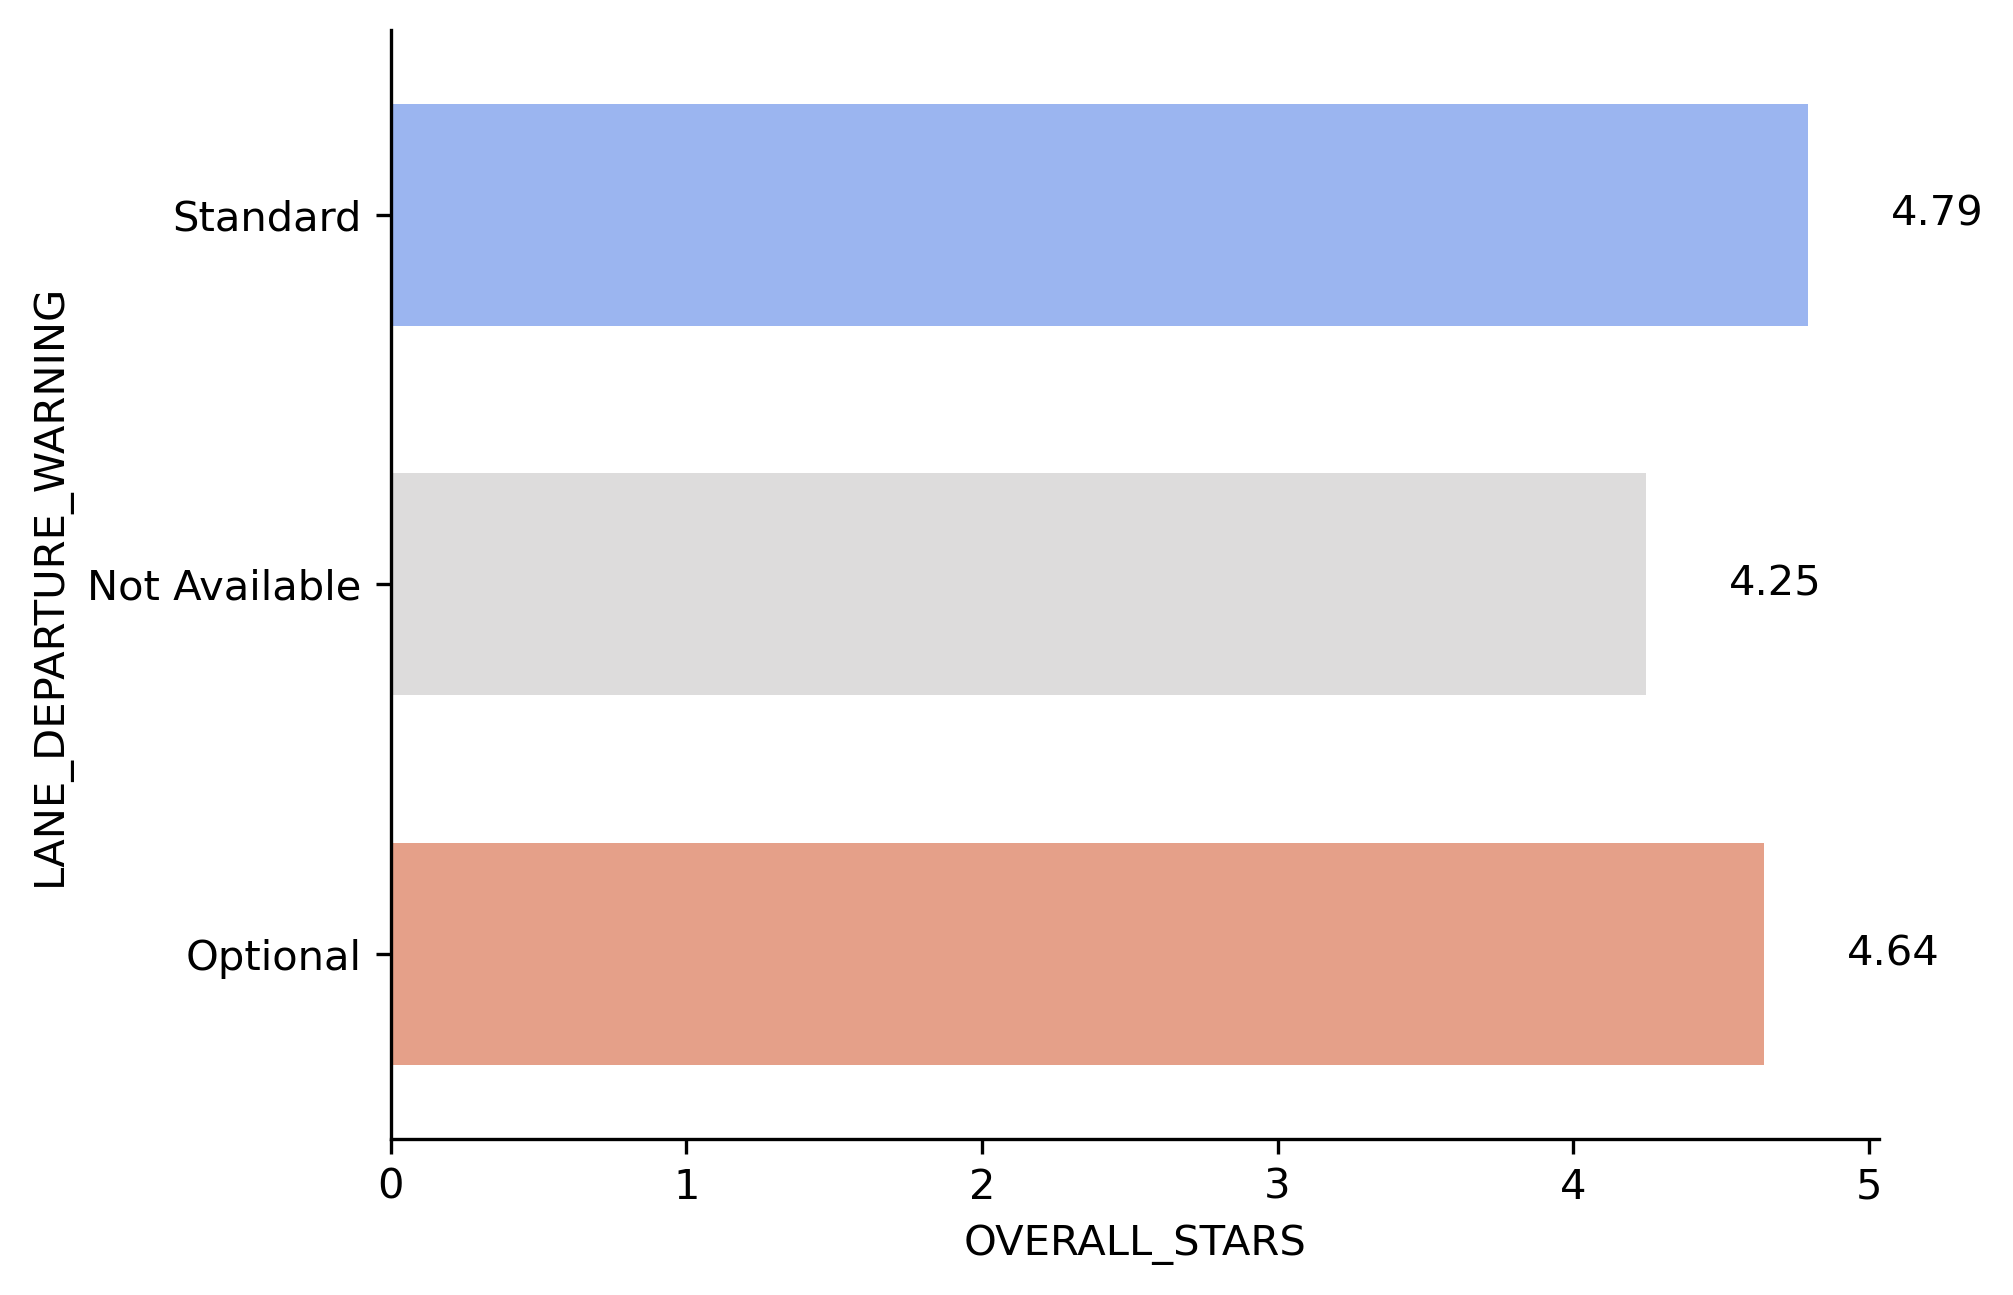 LANE_DEPARTURE_WARNING
Standard
4.79
Not Available
4.25
Optional
4.64
0 1 2 3 4 5
OVERALL_STARS